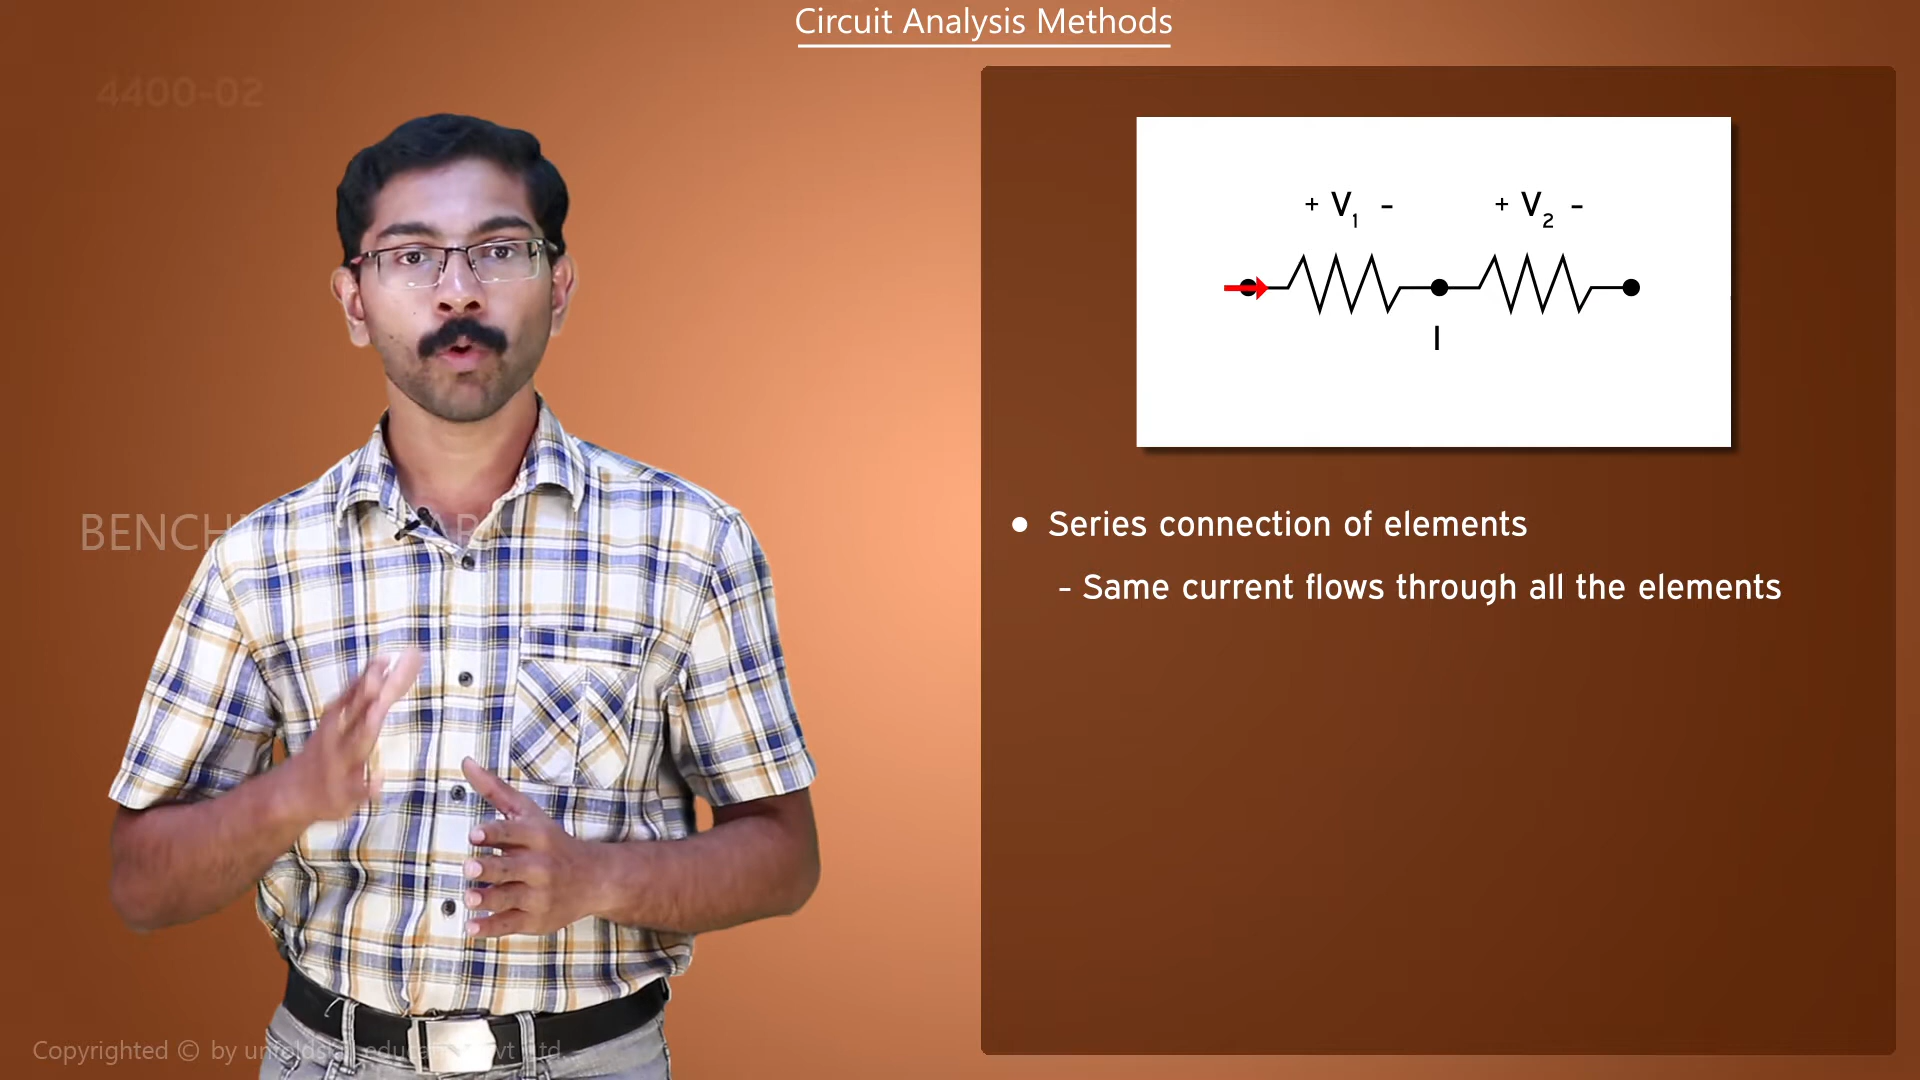 Circuit Analysis Methods
4400-02
+ V1 - + V2 -
I
● Series connection of elements
- Same current flows through all the elements
Copyrighted © by